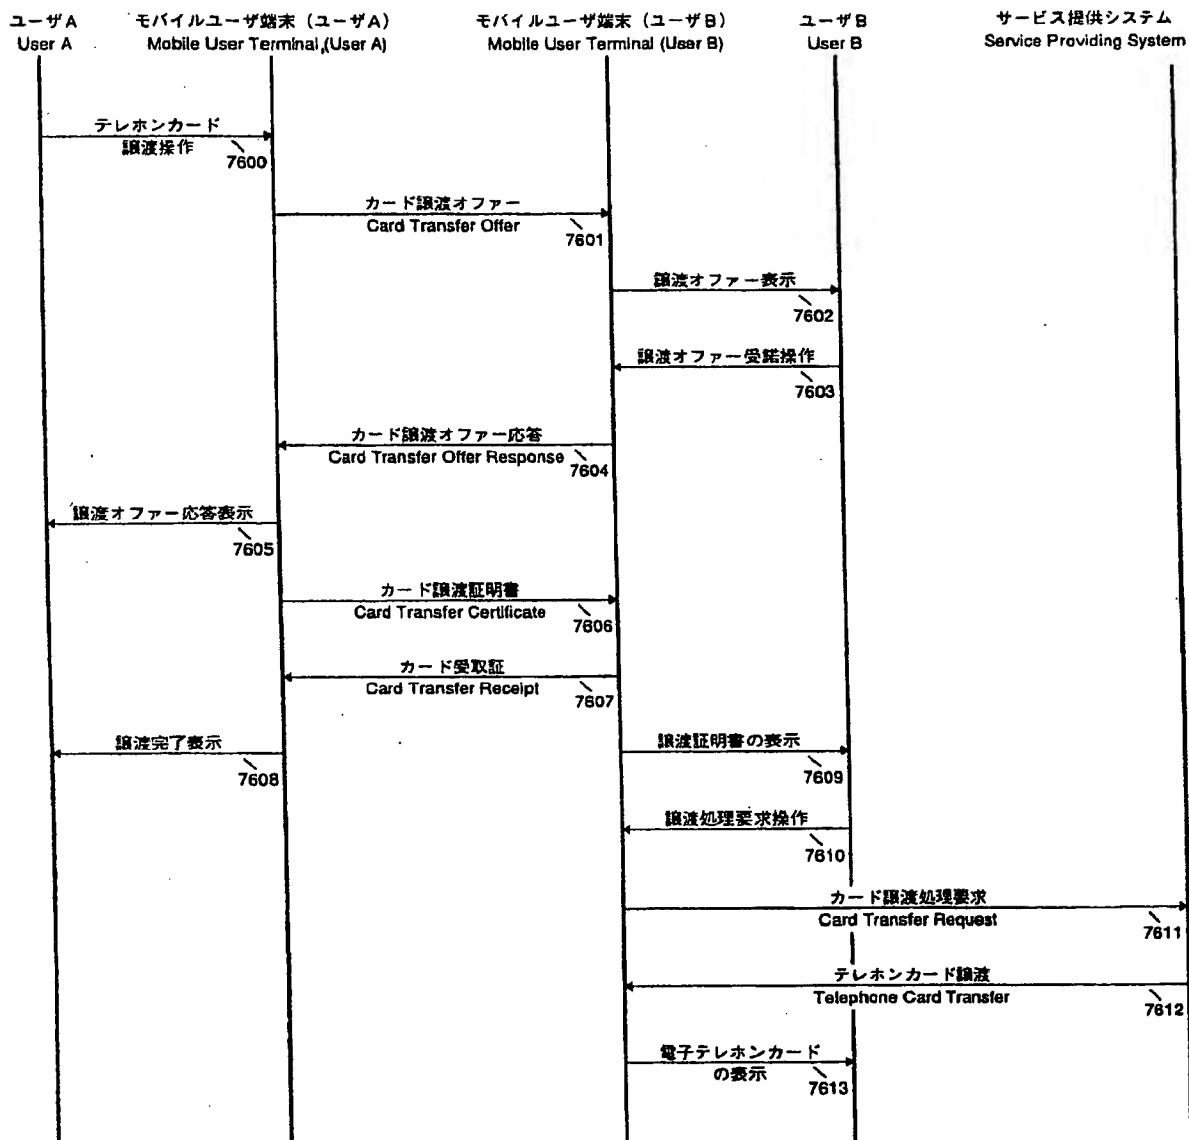 ユーザA
User A
モバイルユーザ端末（ユーザA）
Mobile User Terminal,(User A)
モバイルユーザ端末（ユーザB）
Mobile User Terminal (User B)
ユーザB
User B
サービス提供システム
Service Providing System
テレホンカード
譲渡操作
7600
カード譲渡オファー
Card Transfer Offer
7601
譲渡オファー表示
7602
譲渡オファー受諾操作
7603
カード譲渡オファー応答
Card Transfer Offer Response
7604
譲渡オファー応答表示
7605
カード譲渡証明書
Card Transfer Certificate
7606
カード受取証
Card Transfer Receipt
7607
譲渡完了表示
7608
譲渡証明書の表示
7609
譲渡処理要求操作
7610
カード譲渡処理要求
Card Transfer Request
7611
テレホンカード譲渡
Telephone Card Transfer
7612
電子テレホンカード
の表示
7613